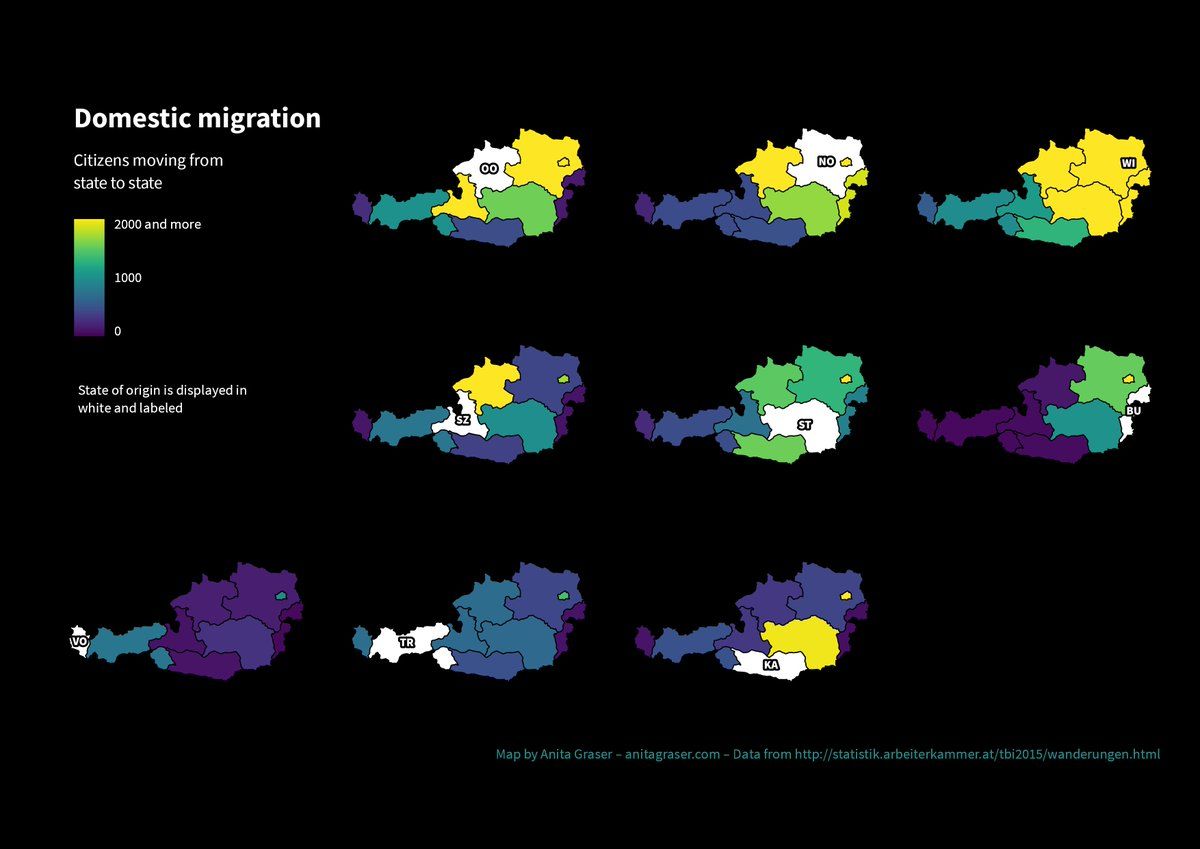 Domestic migration
Citizens moving from
state to state
2000 and more
1000
0
State of origin is displayed in
white and labeled
OO
NO
WI
SZ
ST
BU
VO
TR
KA
Map by Anita Graser – anitagraser.com – Data from http://statistik.arbeiterkammer.at/tbi2015/wanderungen.html